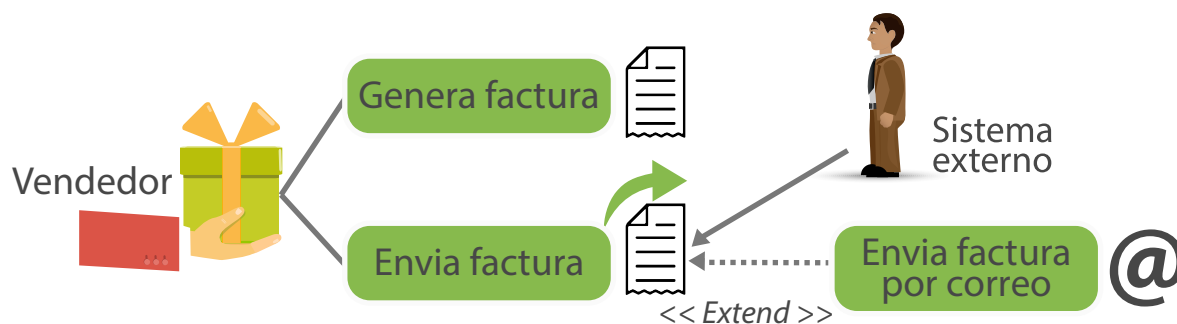 Genera factura
Vendedor
Sistema
externo
Envia factura
Envia factura
por correo
@
<< Extend >>